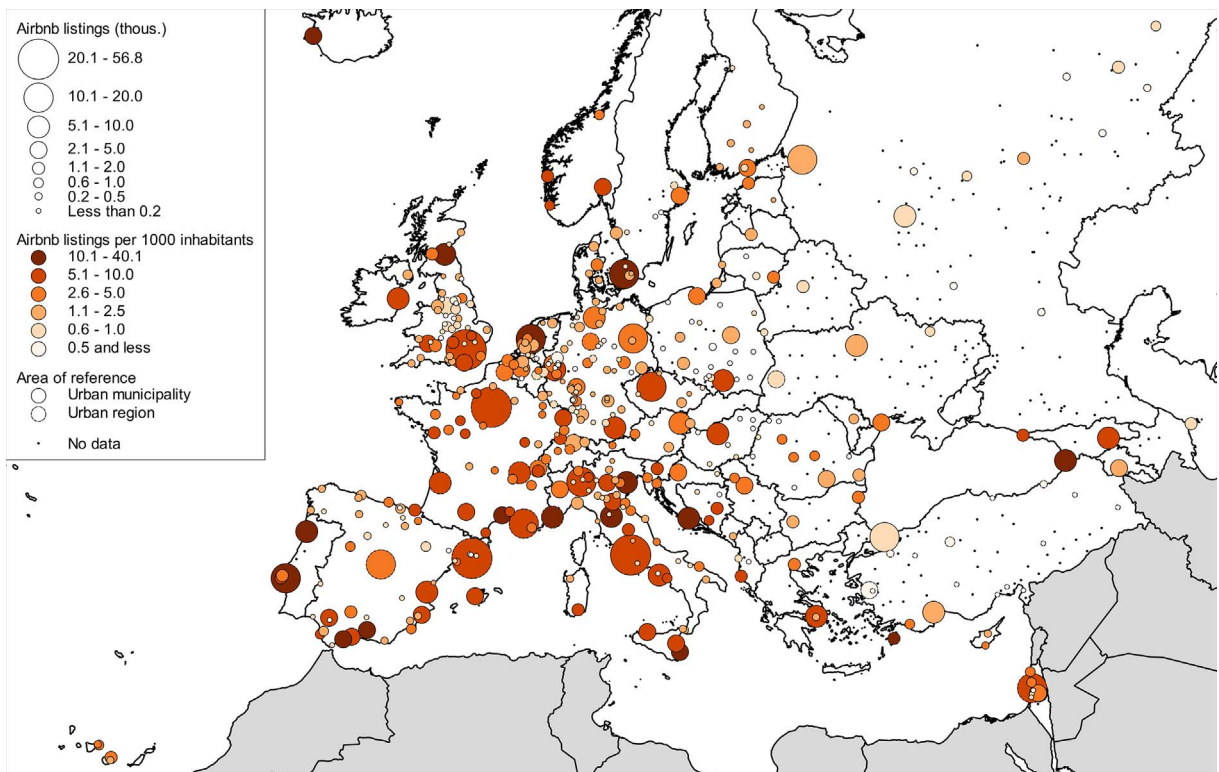 Airbnb listings (thous.)
20.1 - 56.8
10.1 - 20.0
5.1 - 10.0
2.1 - 5.0
1.1 - 2.0
0.6 - 1.0
0.2 - 0.5
Less than 0.2
Airbnb listings per 1000 inhabitants
10.1 - 40.1
5.1 - 10.0
2.6 - 5.0
1.1 - 2.5
0.6 - 1.0
0.5 and less
Area of reference
Urban municipality
Urban region
No data